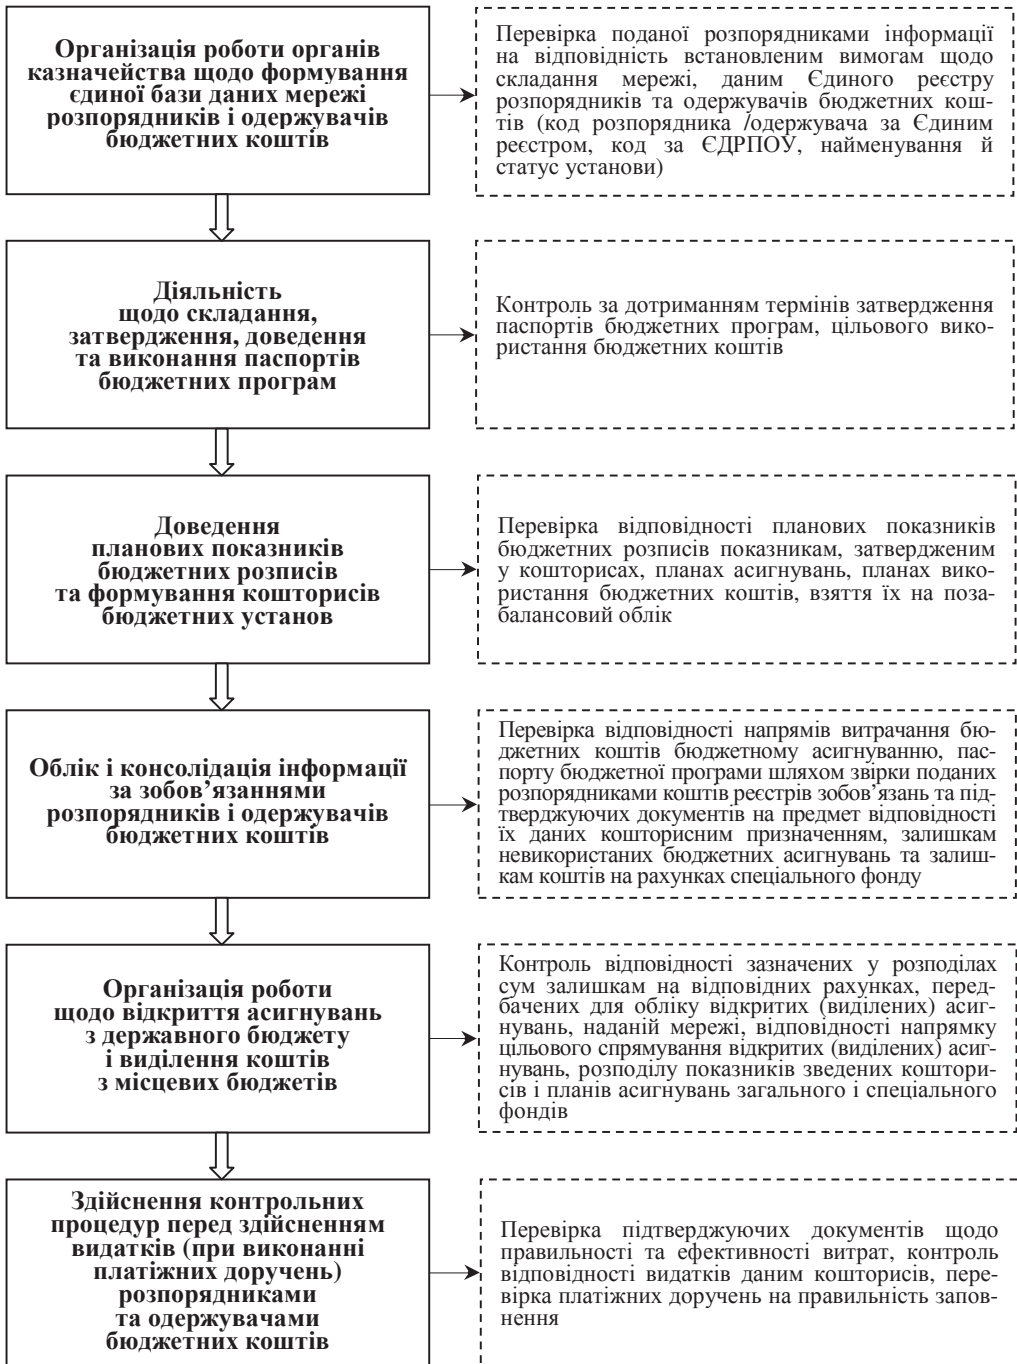 Організація роботи органів
казначейства щодо формування
єдиної бази даних мережі
розпорядників і одержувачів
бюджетних коштів
Перевірка поданої розпорядниками інформації
на відповідність встановленим вимогам щодо
складання мережі, даним Єдиного реєстру
розпорядників та одержувачів бюджетних кош-
тів (код розпорядника /одержувача за Єдиним
реєстром, код за ЄДРПОУ, найменування й
статус установи)
Діяльність
щодо складання,
затвердження, доведення
та виконання паспортів
бюджетних програм
Контроль за дотриманням термінів затвердження
паспортів бюджетних програм, цільового вико-
ристання бюджетних коштів
Доведення
планових показників
бюджетних розписів
та формування кошторисів
бюджетних установ
Перевірка відповідності планових показників
бюджетних розписів показникам, затвердженим
у кошторисах, планах асигнувань, планах вико-
ристання бюджетних коштів, взяття їх на поза-
балансовий облік
Облік і консолідація інформації
за зобов’язаннями
розпорядників і одержувачів
бюджетних коштів
Перевірка відповідності напрямів витрачання бю-
джетних коштів бюджетному асигнуванню, пас-
порту бюджетної програми шляхом звірки поданих
розпорядниками коштів реєстрів зобов’язань та під-
тверджуючих документів на предмет відповідності
їх даних кошторисним призначенням, залишкам
невикористаних бюджетних асигнувань та залиш-
кам коштів на рахунках спеціального фонду
Організація роботи
щодо відкриття асигнувань
з державного бюджету
і виділення коштів
з місцевих бюджетів
Контроль відповідності зазначених у розподілах
сум залишкам на відповідних рахунках, перед-
бачених для обліку відкритих (виділених) асиг-
нувань, наданій мережі, відповідності напрямку
цільового спрямування відкритих (виділених) асиг-
нувань, розподілу показників зведених коштори-
сів і планів асигнувань загального і спеціального
фондів
Здійснення контрольних
процедур перед здійсненням
видатків (при виконанні
платіжних доручень)
розпорядниками
та одержувачами
бюджетних коштів
Перевірка підтверджуючих документів щодо
правильності та ефективності витрат, контроль
відповідності видатків даним кошторисів, пере-
вірка платіжних доручень на правильність запов-
нення